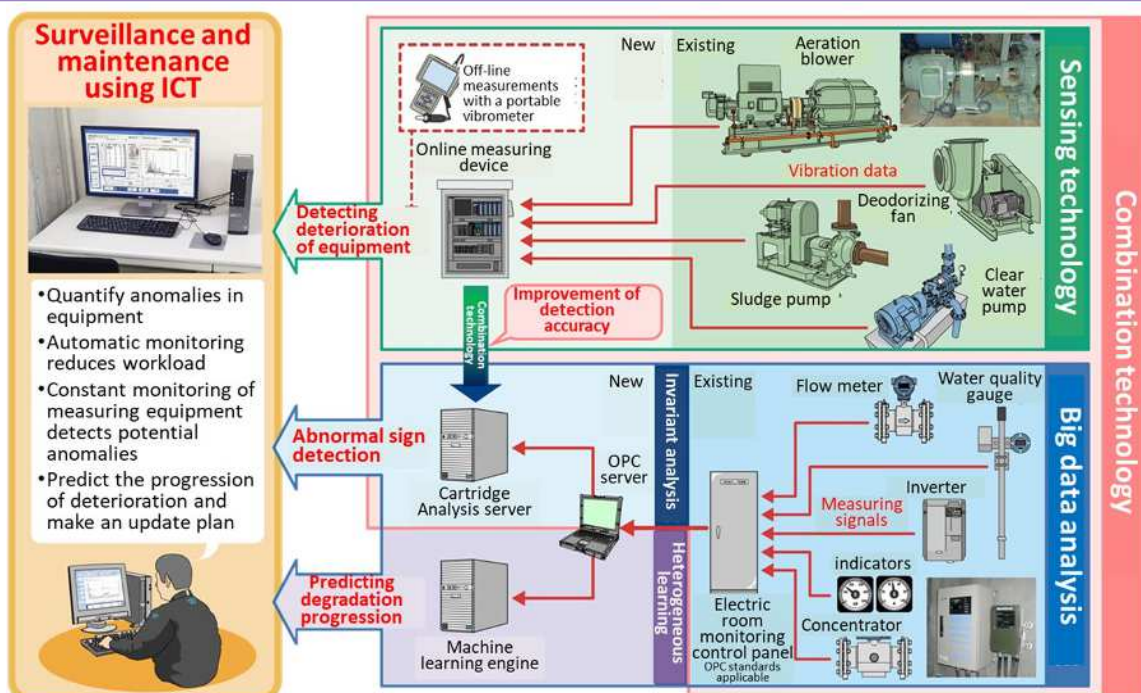 Surveillance and
maintenance
using ICT
•Quantify anomalies in
equipment
•Automatic monitoring
reduces workload
•Constant monitoring of
measuring equipment
detects potential
anomalies
•Predict the progression
of deterioration and
make an update plan
Detecting
deterioration
of equipment
Abnormal sign
detection
Predicting
degradation
progression
New
Existing
Off-line
measurements
with a portable
vibrometer
Online measuring
device
Aeration
blower
Vibration data
Deodorizing
fan
Sludge pump
Clear
water
pump
Sensing technology
Combination
technology
Improvement of
detection
accuracy
New
Invariant analysis
Existing
Flow meter
Water quality
gauge
OPC
server
Cartridge
Analysis server
Inverter
Measuring
signals
indicators
Heterogeneous
learning
Electric
room
monitoring
control panel
OPC standards
applicable
Concentrator
Machine
learning engine
Big data analysis
Combination technology